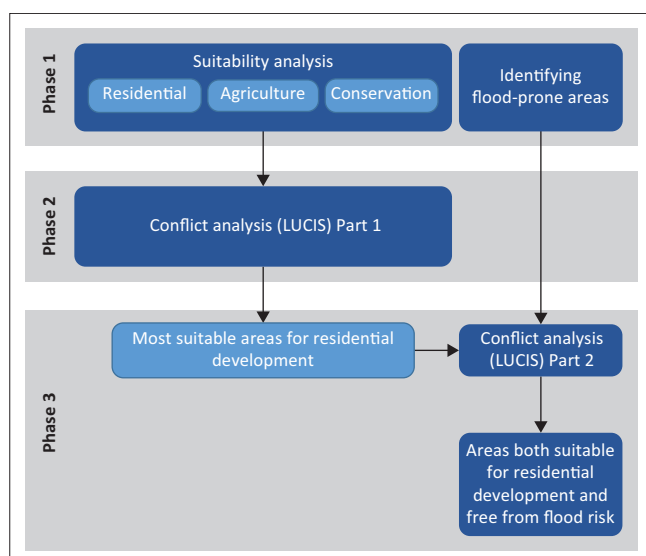 Phase 1
Suitability analysis
Residential
Agriculture
Conservation
Identifying
flood-prone areas
Phase 2
Conflict analysis (LUCIS) Part 1
Phase 3
Most suitable areas for residential
development
Conflict analysis
(LUCIS) Part 2
Areas both suitable
for residential
development and
free from flood risk